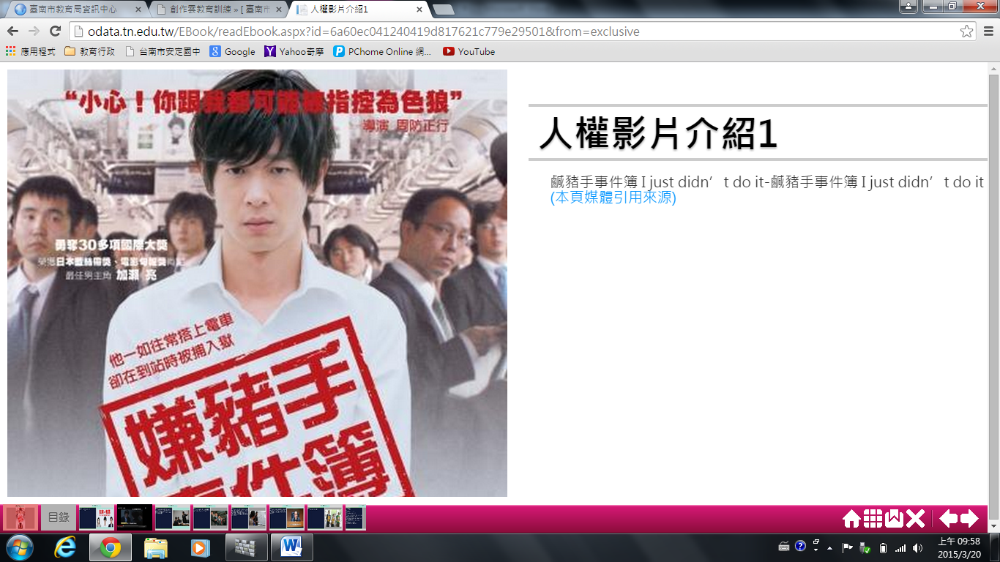 臺南市教育局資訊中心
創作雲教育訓練 » [ 臺南市
人權影片介紹1
odata.tn.edu.tw/EBook/readEbook.aspx?id=6a60ec041240419d817621c779e29501&from=exclusive
應用程式 教育行政 台南市安定國中 Google Yahoo奇摩 PChome Online 網... YouTube
“小心！你跟我都可能被指控為色狼”
導演 周防正行
勇奪30多項國際大獎
榮獲日本藍絲帶獎、電影旬報獎
最佳男主角 加瀨 亮
他一如往常搭上電車
卻在到站時被捕入獄
嫌豬手
事件簿
人權影片介紹1
鹹豬手事件簿 I just didn’t do it-鹹豬手事件簿 I just didn’t do it
(本頁媒體引用來源)
目錄
上午 09:58
2015/3/20